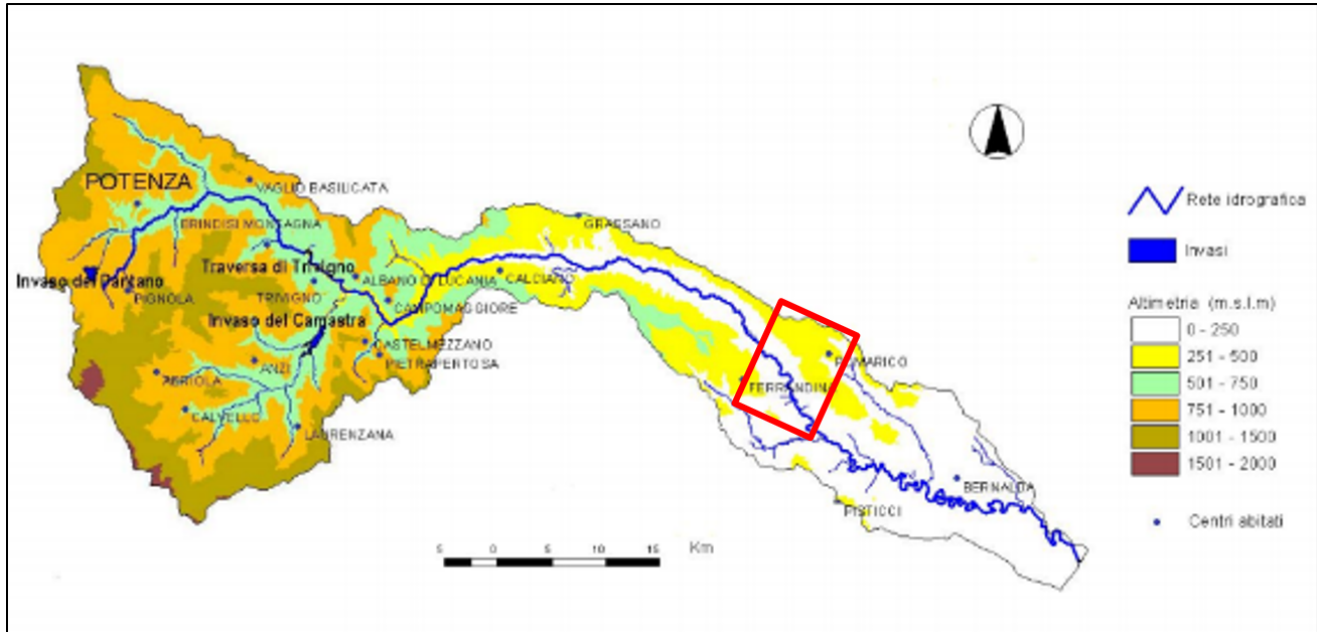 POTENZA
VAGLIO BASILICATA
BRINDISI MONTAGNA
GRASSANO
Traversa di Trivigno
ALBANO DI LUCANIA
CALCIANO
Invaso del Pantano
PIGNOLA
TRIVIGNO
CAMPOMAGGIORE
Invaso del Camastra
CASTELMEZZANO
PIETRAPERTOSA
ANZI
ABRIOLA
CALVELLO
LAURENZANA
POMARICO
FERRANDINA
BERNALDA
PISTICCI
5 0 5 10 15 Km
Rete idrografica
Invasi
Altimetria (m.s.l.m)
0 - 250
251 - 500
501 - 750
751 - 1000
1001 - 1500
1501 - 2000
Centri abitati